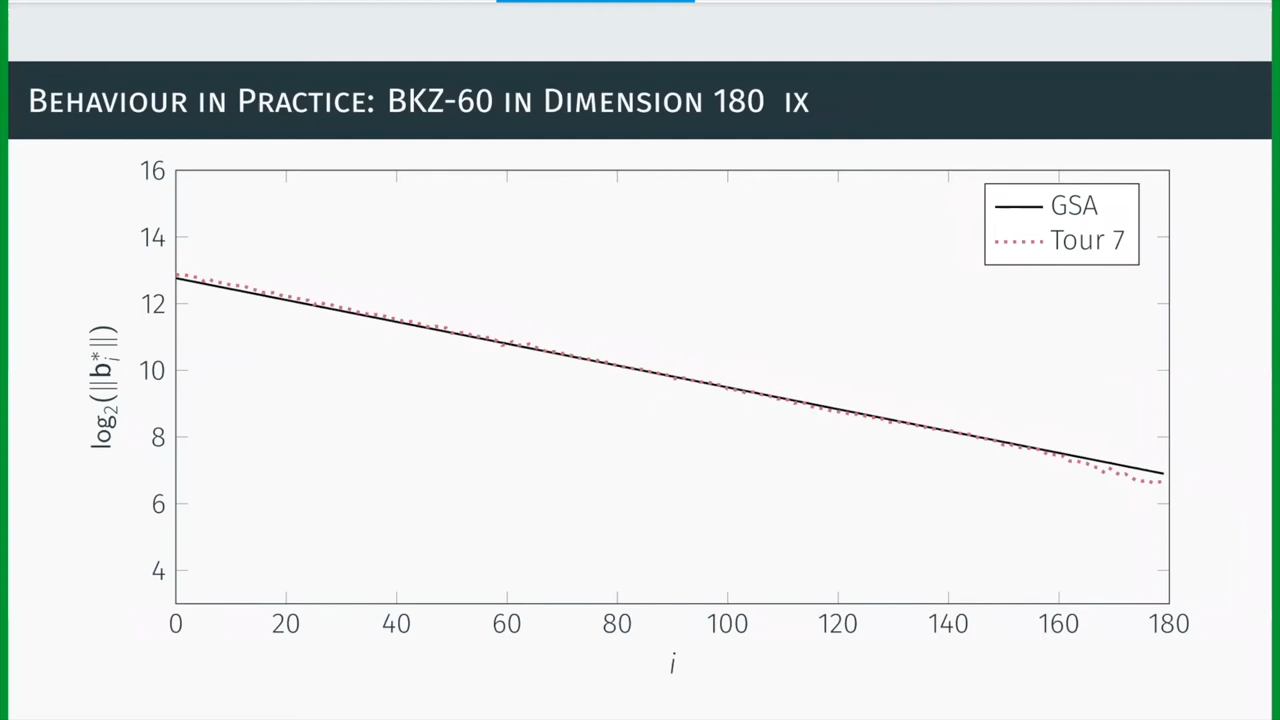 BEHAVIOUR IN PRACTICE: BKZ-60 IN DIMENSION 180 IX
16
14
12
10
8
6
4
log₂(‖b*ᵢ‖)
GSA
Tour 7
0 20 40 60 80 100 120 140 160 180
i